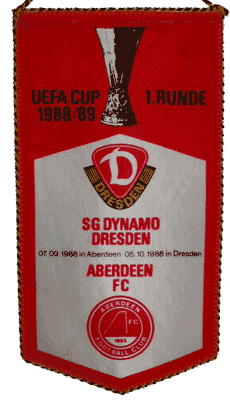 UEFA CUP 1. RUNDE
1988/89
D
DRESDEN
SG DYNAMO
DRESDEN
07.09.1988 in Aberdeen · 05.10.1988 in Dresden
ABERDEEN
FC
ABERDEEN
FC
1903
FOOTBALL CLUB